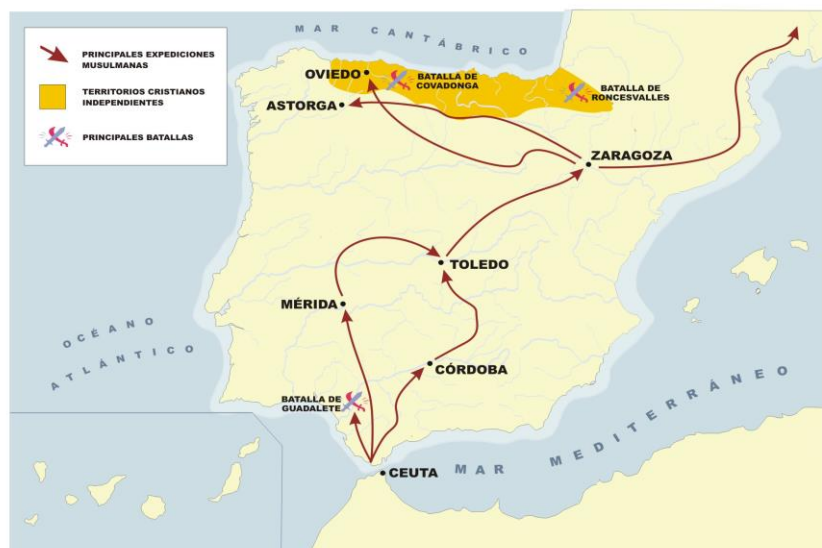 PRINCIPALES EXPEDICIONES
MUSULMANAS
TERRITORIOS CRISTIANOS
INDEPENDIENTES
PRINCIPALES BATALLAS
MAR CANTÁBRICO
OVIEDO
BATALLA DE
COVADONGA
BATALLA DE
RONCESVALLES
ASTORGA
ZARAGOZA
TOLEDO
MÉRIDA
OCÉANO
ATLÁNTICO
CÓRDOBA
BATALLA DE
GUADALETE
MAR MEDITERRÁNEO
CEUTA